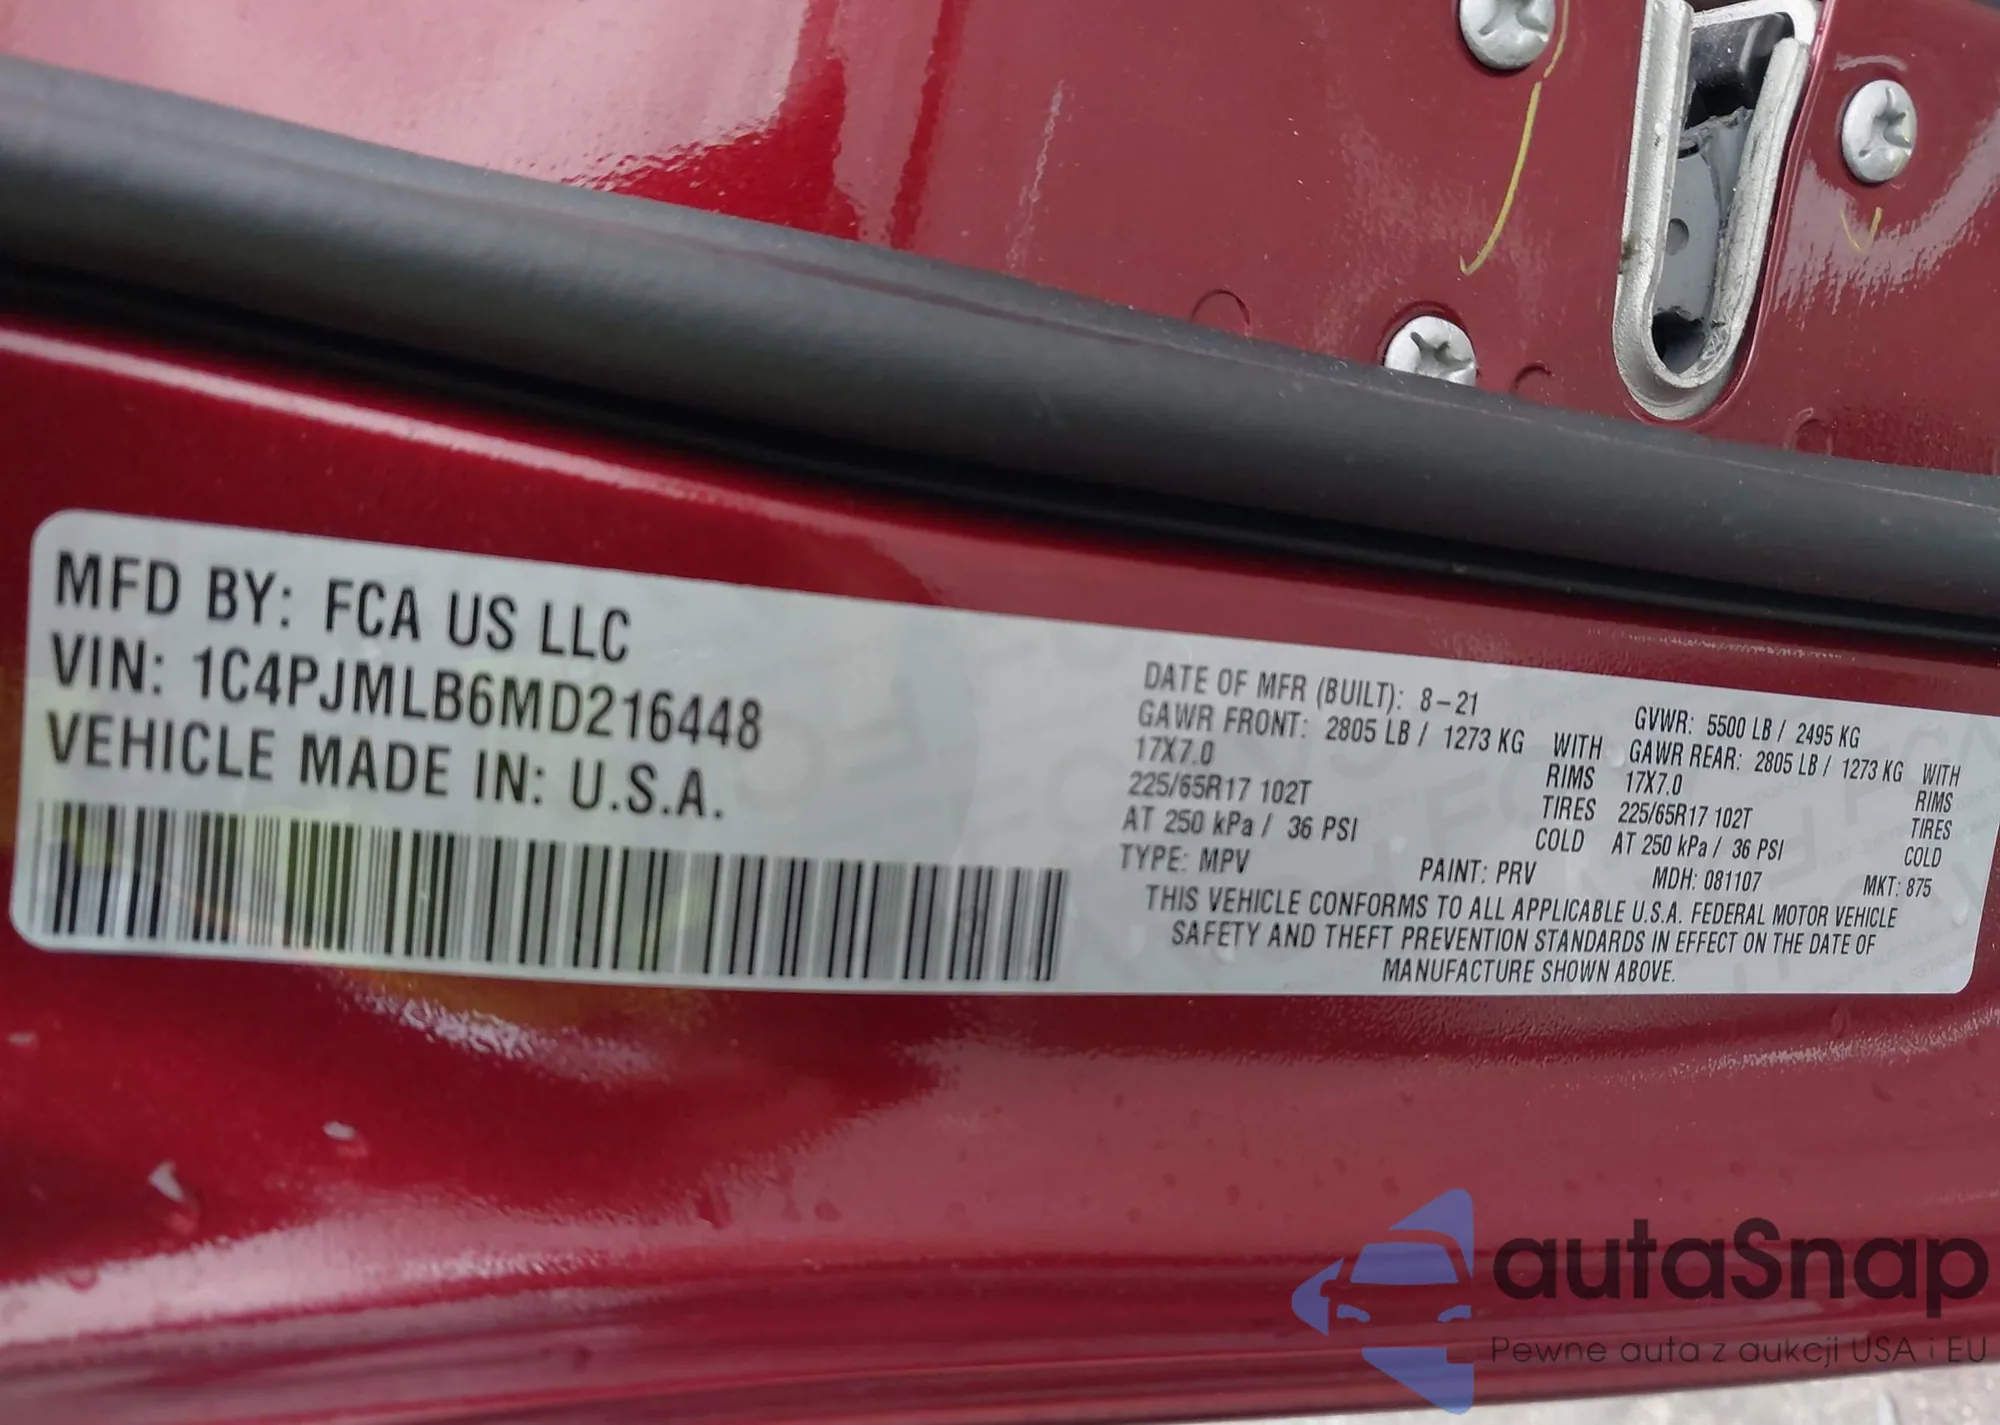 MFD BY: FCA US LLC
VIN: 1C4PJMLB6MD216448
VEHICLE MADE IN: U.S.A.
DATE OF MFR (BUILT): 8-21 GVWR: 5500 LB / 2495 KG
GAWR FRONT: 2805 LB / 1273 KG WITH GAWR REAR: 2805 LB / 1273 KG WITH
17X7.0 RIMS 17X7.0 RIMS
225/65R17 102T TIRES 225/65R17 102T TIRES
AT 250 kPa / 36 PSI COLD AT 250 kPa / 36 PSI COLD
TYPE: MPV PAINT: PRV MDH: 081107 MKT: 875
THIS VEHICLE CONFORMS TO ALL APPLICABLE U.S.A. FEDERAL MOTOR VEHICLE
SAFETY AND THEFT PREVENTION STANDARDS IN EFFECT ON THE DATE OF
MANUFACTURE SHOWN ABOVE.
autaSnap
Pewne auta z aukcji USA i EU